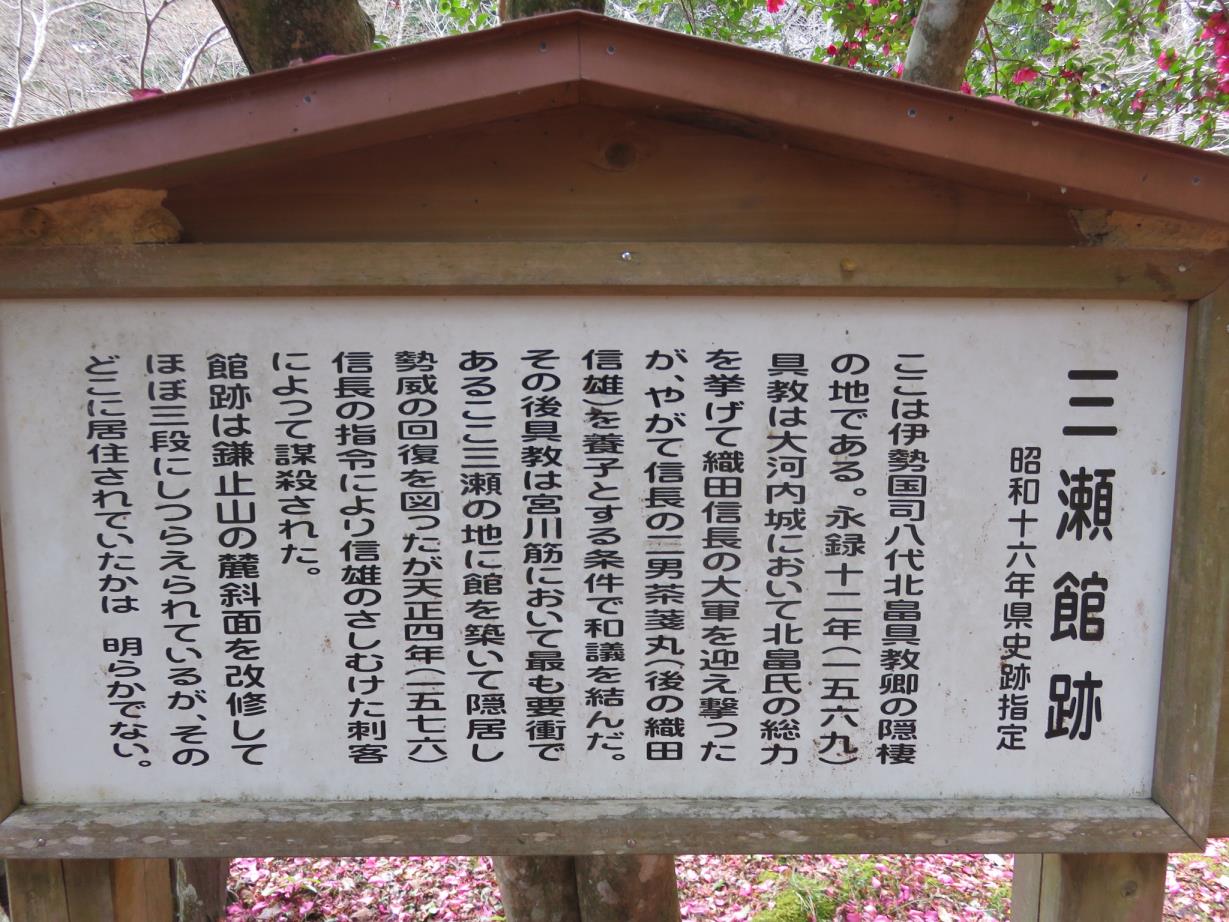 三瀬館跡
昭和十六年県史跡指定
ここは伊勢国司八代北畠具教卿の隠棲
の地である。永録十二年(一五六九)
具教は大河内城において北畠氏の総力
を挙げて織田信長の大軍を迎え撃った
が、やがて信長の二男茶箋丸(後の織田
信雄)を養子とする条件で和議を結んだ。
その後具教は宮川筋において最も要衝で
あるここ三瀬の地に館を築いて隠居し
勢威の回復を図ったが天正四年(一五七六)
信長の指令により信雄のさしむけた刺客
によって謀殺された。
館跡は鎌止山の麓斜面を改修して
ほぼ三段にしつらえられているが、その
どこに居住されていたかは 明らかでない。